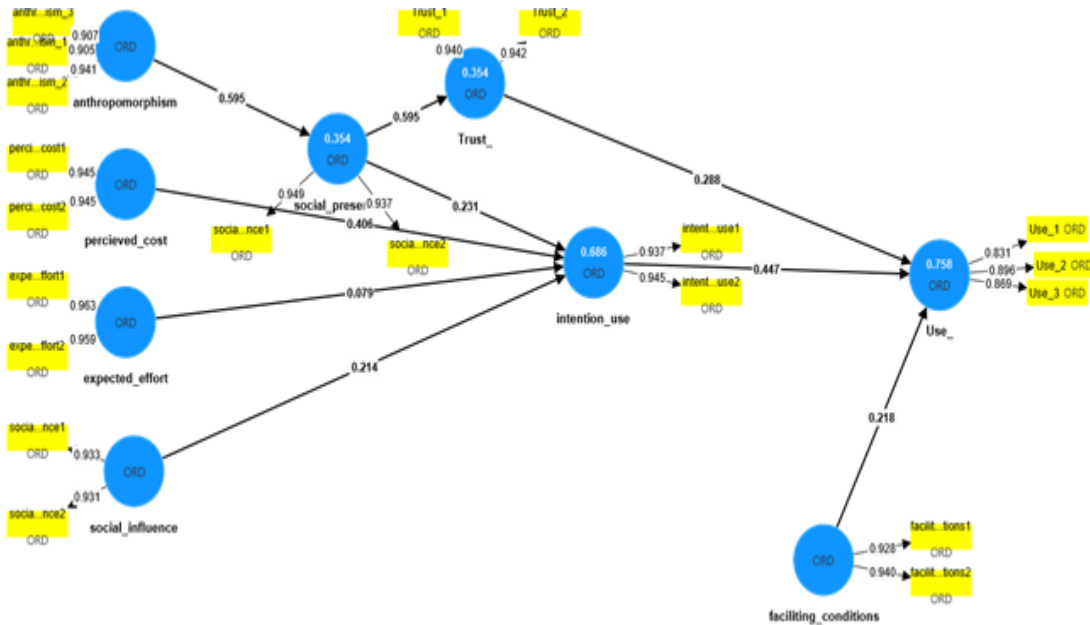 anthr...ism_3
ORD
0.907
anthr...ism_1
0.905
ORD
0.941
anthr...ism_2
ORD
ORD
anthropomorphism
0.595
Trust_1
ORD
Trust_2
ORD
0.940
0.942
0.354
ORD
Trust_
0.595
0.354
ORD
0.949
0.937
socia...nce1
ORD
socia...nce2
ORD
0.288
0.231
perci...cost1
ORD
0.945
0.945
perci...cost2
ORD
ORD
percieved_cost
0.406
expe...ffort1
ORD
0.963
0.959
expe...ffort2
ORD
ORD
expected_effort
0.079
0.686
ORD
intention_use
0.937
intent...use1
ORD
0.945
intent...use2
ORD
0.447
0.758
ORD
Use_
0.831
Use_1 ORD
0.896
Use_2 ORD
0.869
Use_3 ORD
0.214
socia...nce1
ORD
0.933
0.931
socia...nce2
ORD
ORD
social_influence
0.218
ORD
faciliting_conditions
0.928
facilit...tions1
ORD
0.940
facilit...tions2
ORD